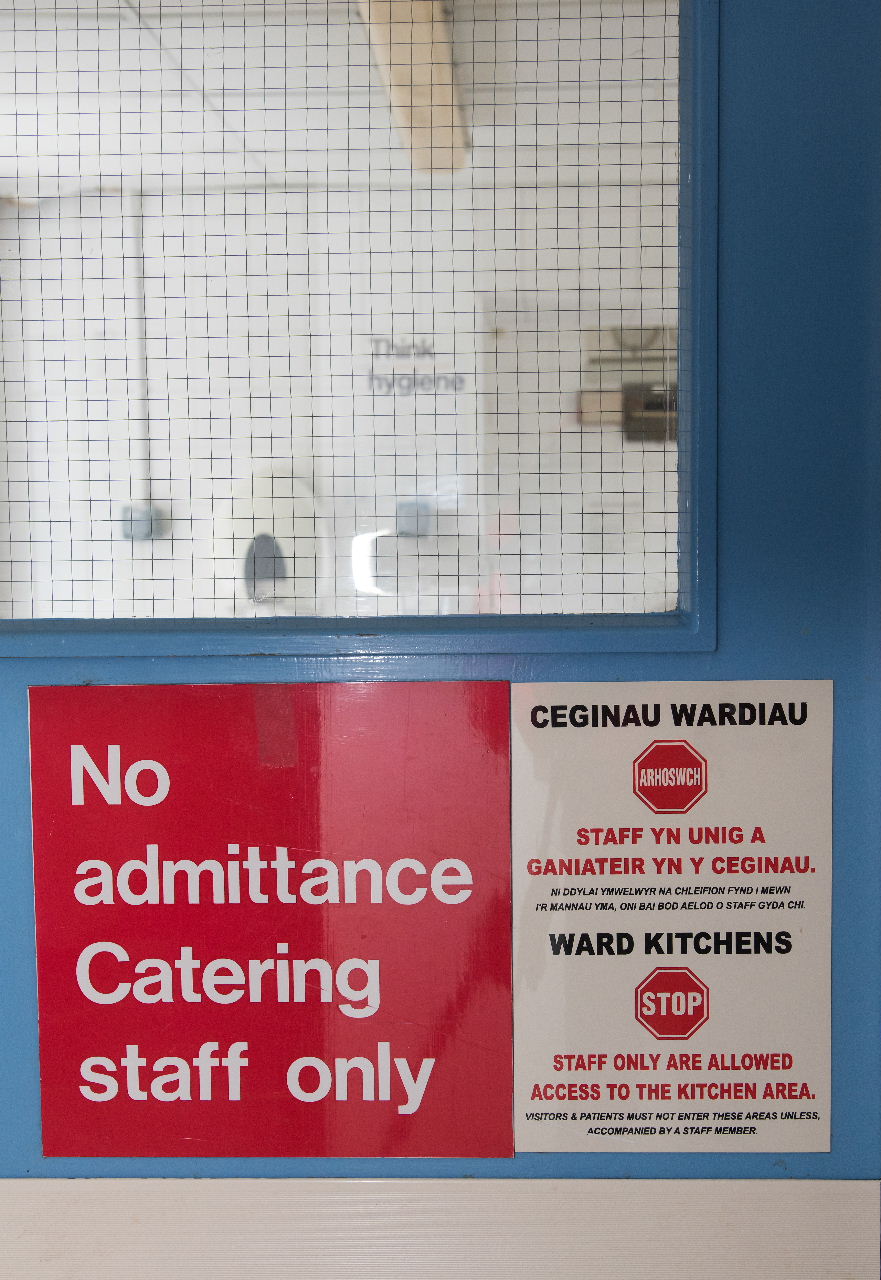 Think
hygiene
No
admittance
Catering
staff only
CEGINAU WARDIAU
ARHOSWCH
STAFF YN UNIG A
GANIATEIR YN Y CEGINAU.
NI DDYLAI YMWELWYR NA CHLEIFION FYND I MEWN
I'R MANNAU YMA, ONI BAI BOD AELOD O STAFF GYDA CHI.
WARD KITCHENS
STOP
STAFF ONLY ARE ALLOWED
ACCESS TO THE KITCHEN AREA.
VISITORS & PATIENTS MUST NOT ENTER THESE AREAS UNLESS,
ACCOMPANIED BY A STAFF MEMBER.